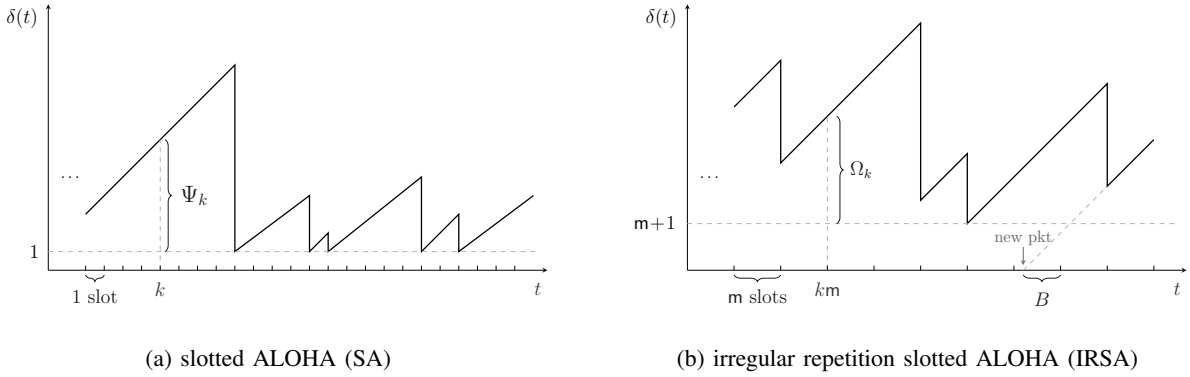 δ(t)
...
Ψ_k
1
1 slot
k
t
(a) slotted ALOHA (SA)
δ(t)
...
Ω_k
m+1
new pkt
m slots
km
B
t
(b) irregular repetition slotted ALOHA (IRSA)